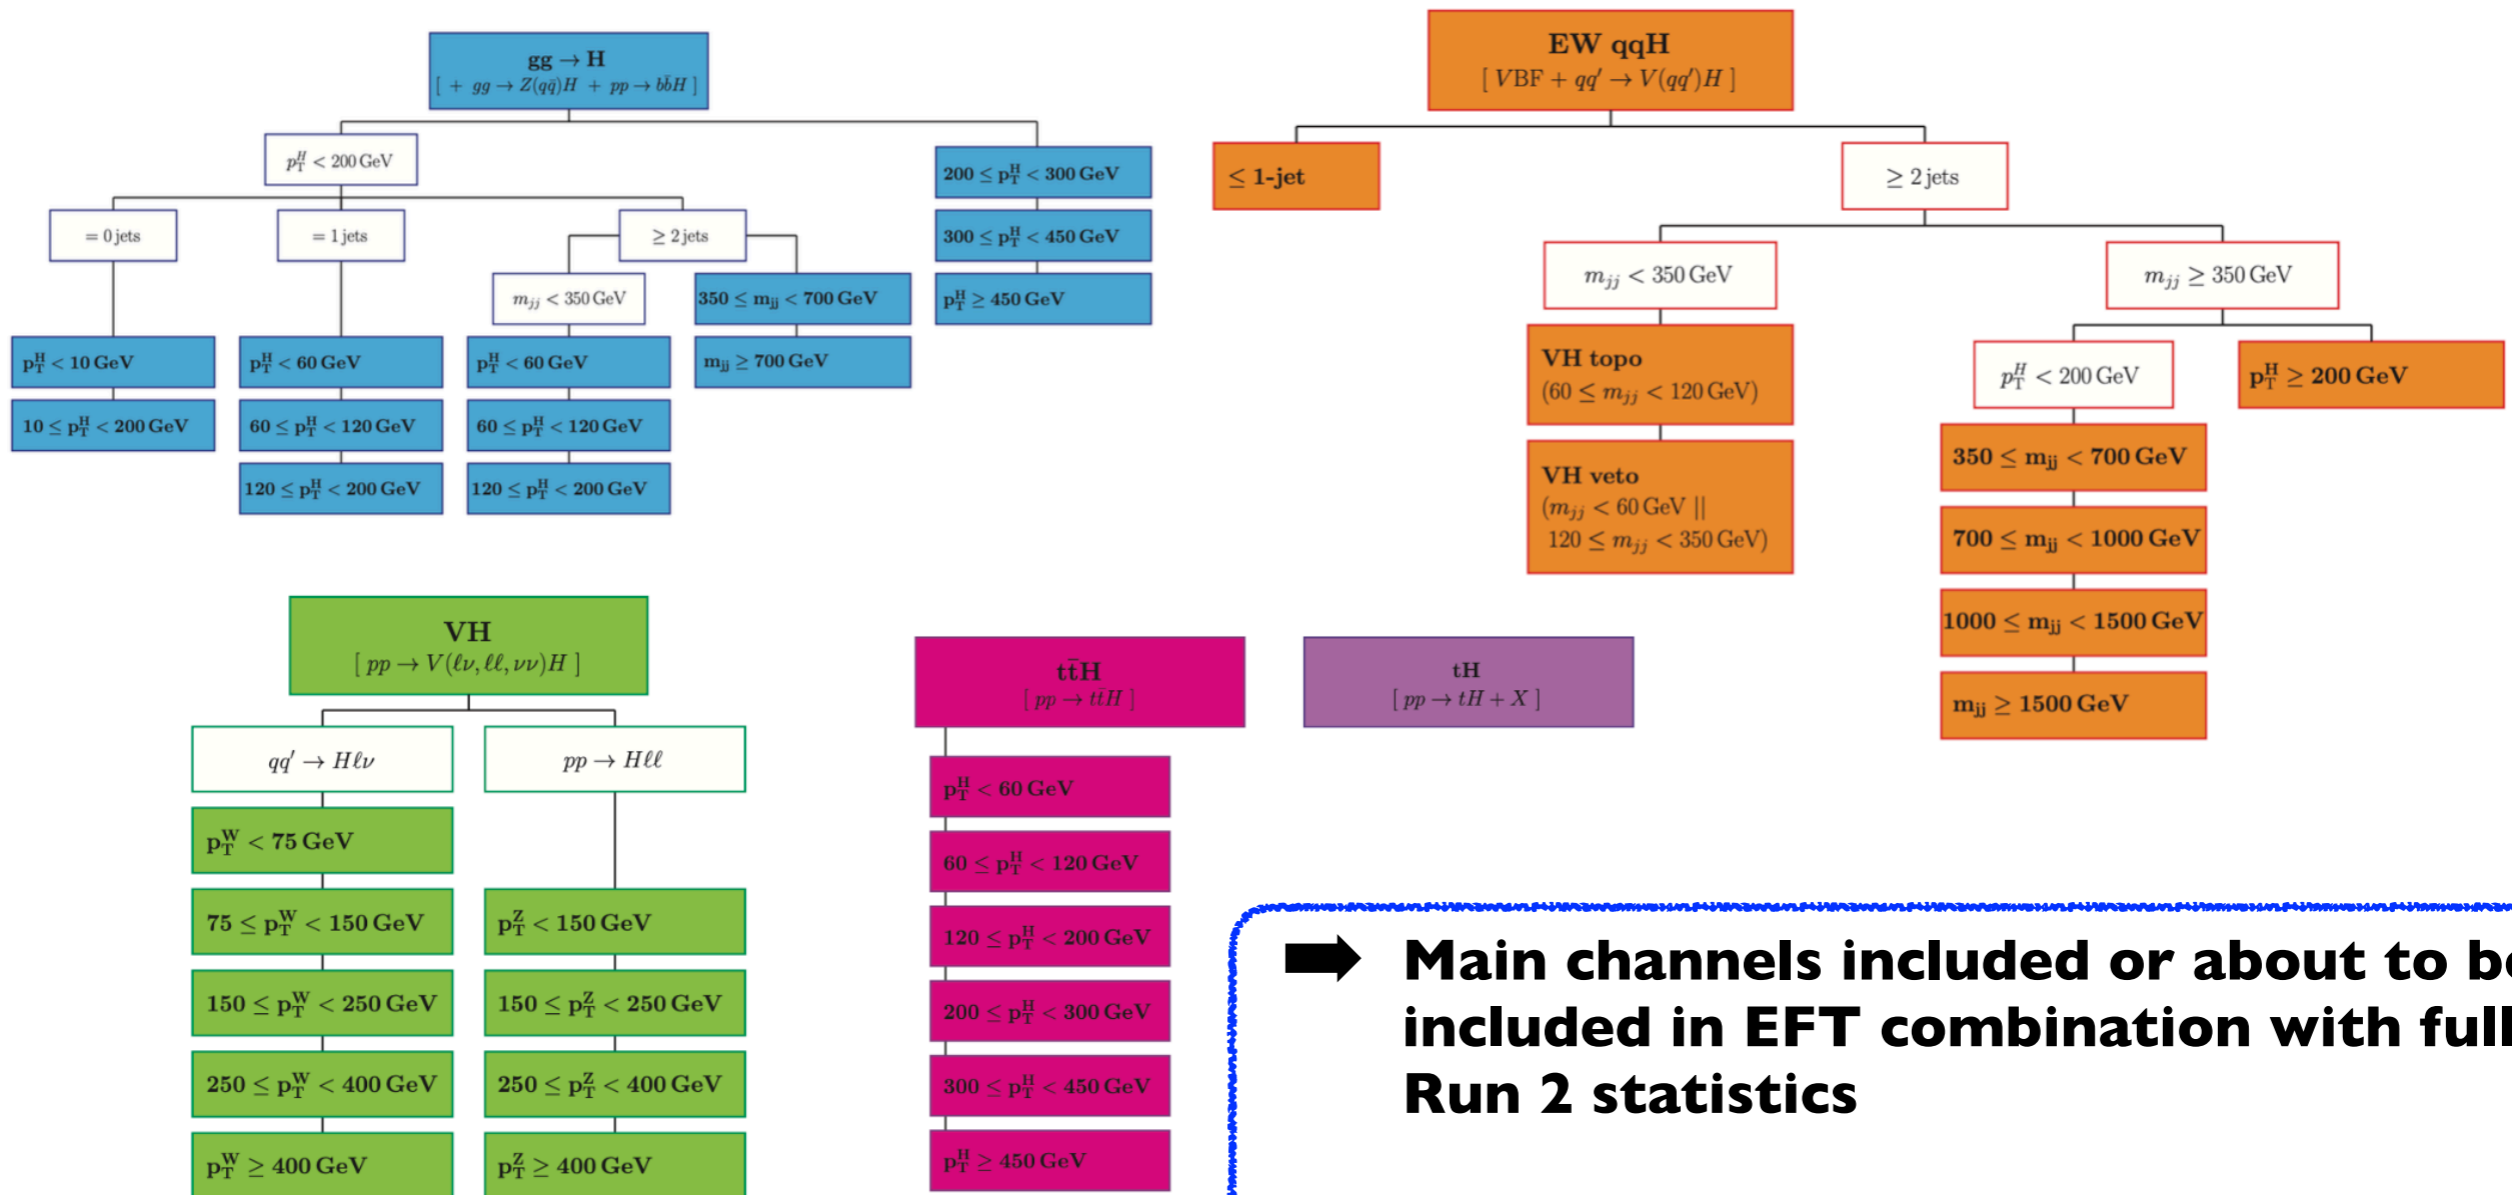 gg → H
[ + gg → Z(qq̄)H + pp → bb̄H ]
p_T^H < 200 GeV
= 0 jets
= 1 jets
≥ 2 jets
m_jj < 350 GeV
350 ≤ m_jj < 700 GeV
m_jj ≥ 700 GeV
p_T^H < 10 GeV
10 ≤ p_T^H < 200 GeV
p_T^H < 60 GeV
60 ≤ p_T^H < 120 GeV
120 ≤ p_T^H < 200 GeV
p_T^H < 60 GeV
60 ≤ p_T^H < 120 GeV
120 ≤ p_T^H < 200 GeV
200 ≤ p_T^H < 300 GeV
300 ≤ p_T^H < 450 GeV
p_T^H ≥ 450 GeV
EW qqH
[ VBF + qq′ → V(qq′)H ]
≤ 1-jet
≥ 2 jets
m_jj < 350 GeV
VH topo
(60 ≤ m_jj < 120 GeV)
VH veto
(m_jj < 60 GeV ||
120 ≤ m_jj < 350 GeV)
m_jj ≥ 350 GeV
p_T^H < 200 GeV
p_T^H ≥ 200 GeV
350 ≤ m_jj < 700 GeV
700 ≤ m_jj < 1000 GeV
1000 ≤ m_jj < 1500 GeV
m_jj ≥ 1500 GeV
VH
[ pp → V(ℓν, ℓℓ, νν)H ]
qq′ → Hℓν
p_T^W < 75 GeV
75 ≤ p_T^W < 150 GeV
150 ≤ p_T^W < 250 GeV
250 ≤ p_T^W < 400 GeV
p_T^W ≥ 400 GeV
pp → Hℓℓ
p_T^Z < 150 GeV
150 ≤ p_T^Z < 250 GeV
250 ≤ p_T^Z < 400 GeV
p_T^Z ≥ 400 GeV
tt̄H
[ pp → tt̄H ]
p_T^H < 60 GeV
60 ≤ p_T^H < 120 GeV
120 ≤ p_T^H < 200 GeV
200 ≤ p_T^H < 300 GeV
300 ≤ p_T^H < 450 GeV
p_T^H ≥ 450 GeV
tH
[ pp → tH + X ]
➡ Main channels included or about to be
included in EFT combination with full
Run 2 statistics